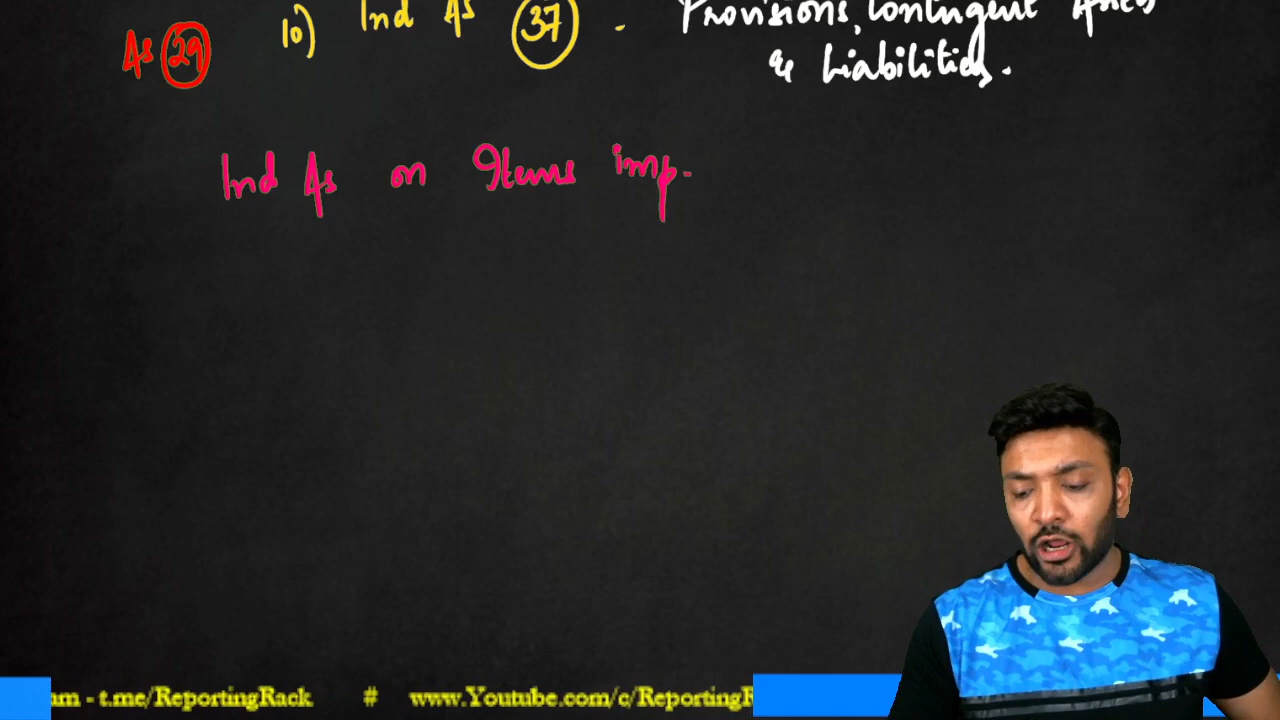 As 29 10) Ind As 37 - Provisions, Contingent Assets
& Liabilities.
Ind As on Items imp.
am - t.me/ReportingRack # www.Youtube.com/c/ReportingR